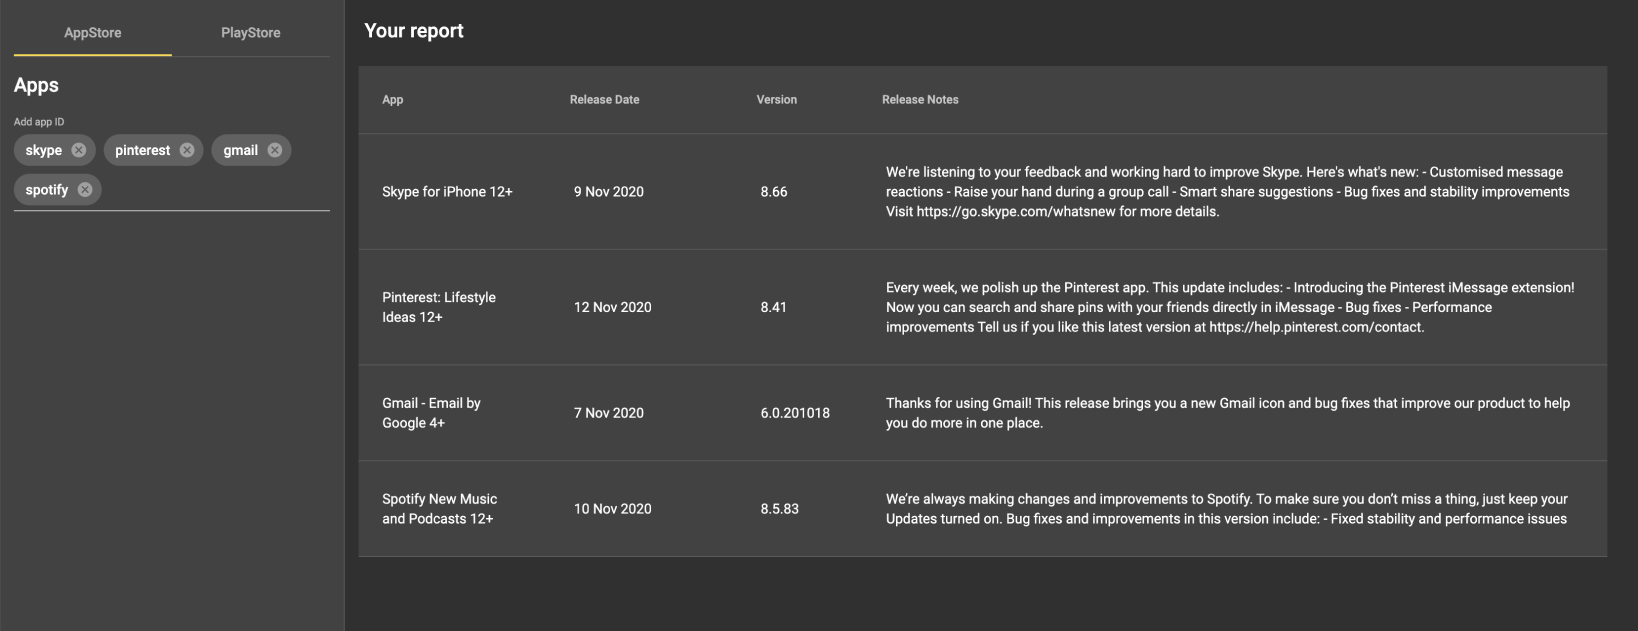 AppStore
PlayStore
Apps
Add app ID
skype
pinterest
gmail
spotify
Your report
App
Release Date
Version
Release Notes
Skype for iPhone 12+
9 Nov 2020
8.66
We're listening to your feedback and working hard to improve Skype. Here's what's new: - Customised message
reactions - Raise your hand during a group call - Smart share suggestions - Bug fixes and stability improvements
Visit https://go.skype.com/whatsnew for more details.
Pinterest: Lifestyle
Ideas 12+
12 Nov 2020
8.41
Every week, we polish up the Pinterest app. This update includes: - Introducing the Pinterest iMessage extension!
Now you can search and share pins with your friends directly in iMessage - Bug fixes - Performance
improvements Tell us if you like this latest version at https://help.pinterest.com/contact.
Gmail - Email by
Google 4+
7 Nov 2020
6.0.201018
Thanks for using Gmail! This release brings you a new Gmail icon and bug fixes that improve our product to help
you do more in one place.
Spotify New Music
and Podcasts 12+
10 Nov 2020
8.5.83
We’re always making changes and improvements to Spotify. To make sure you don’t miss a thing, just keep your
Updates turned on. Bug fixes and improvements in this version include: - Fixed stability and performance issues